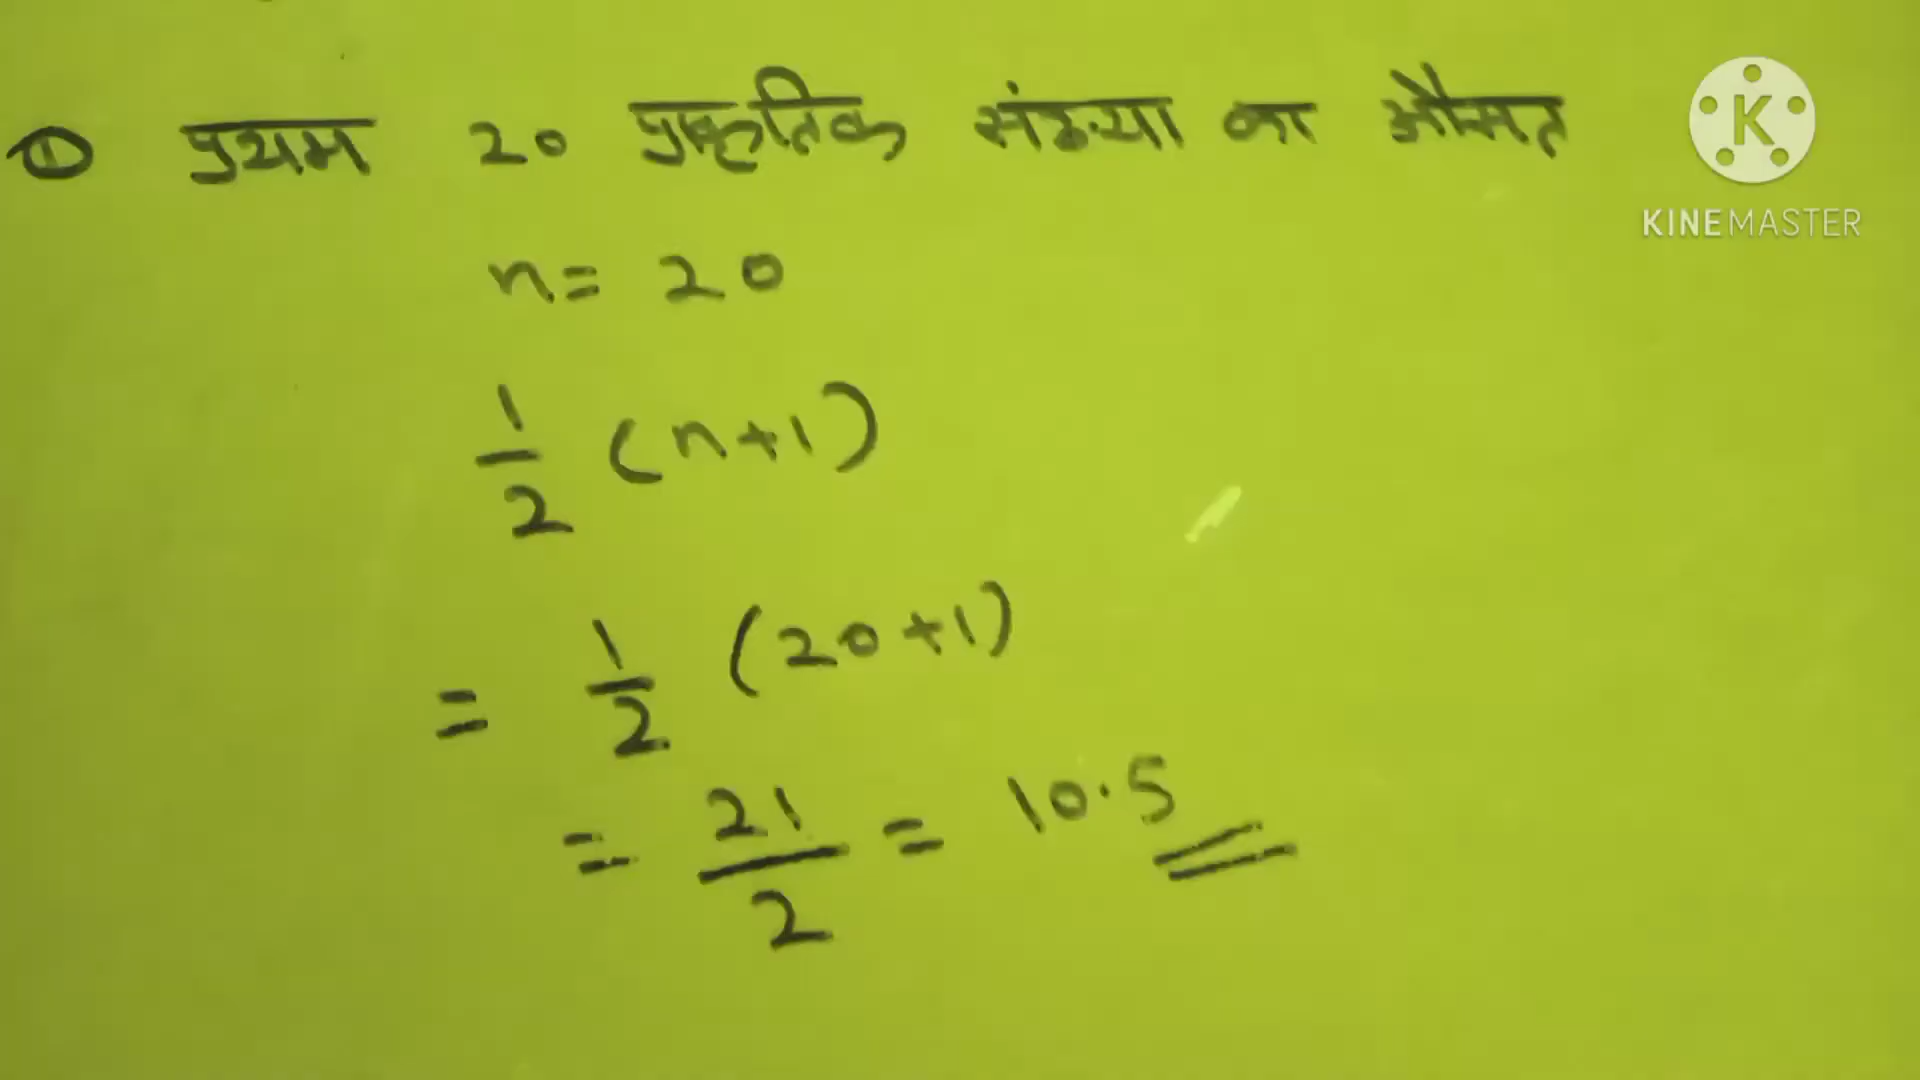 ① प्रथम 20 प्राकृतिक संख्या का औसत
n = 20
1/2 (n+1)
= 1/2 (20+1)
= 21/2 = 10.5
K
KINEMASTER